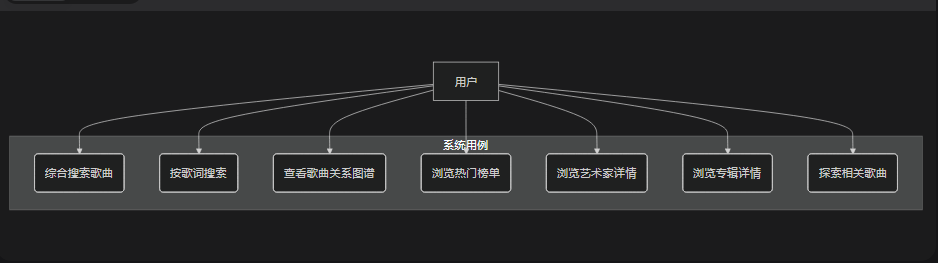 用户
系统用例
综合搜索歌曲
按歌词搜索
查看歌曲关系图谱
浏览热门榜单
浏览艺术家详情
浏览专辑详情
探索相关歌曲